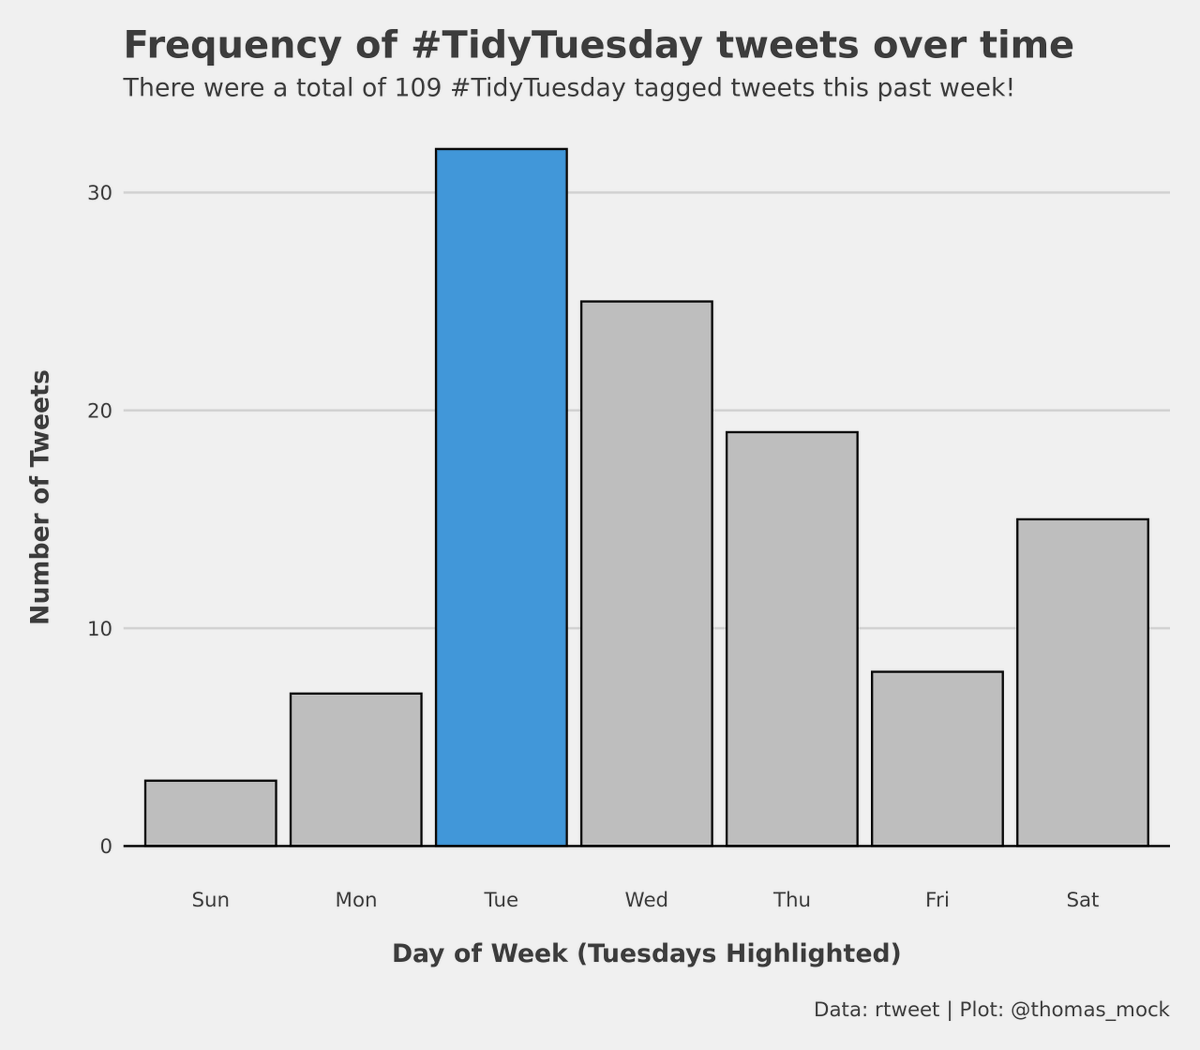 Frequency of #TidyTuesday tweets over time
There were a total of 109 #TidyTuesday tagged tweets this past week!
Number of Tweets
30
20
10
0
Sun Mon Tue Wed Thu Fri Sat
Day of Week (Tuesdays Highlighted)
Data: rtweet | Plot: @thomas_mock